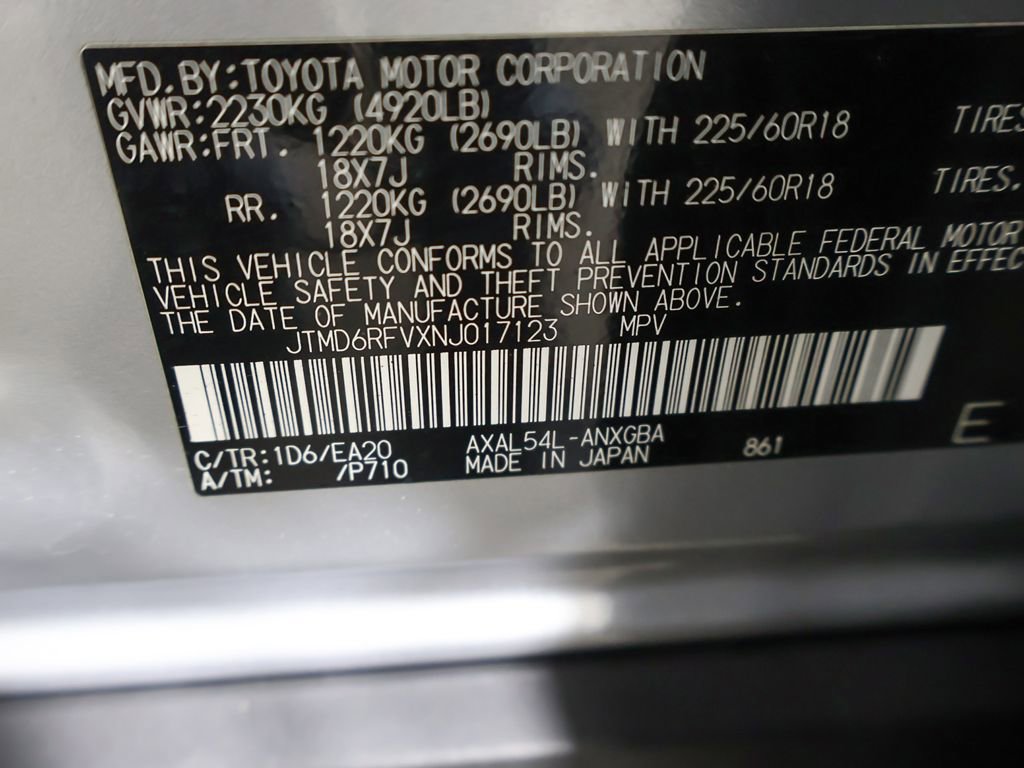 MFD.BY:TOYOTA MOTOR CORPORATION
GVWR:2230KG (4920LB)
GAWR:FRT. 1220KG (2690LB) WITH 225/60R18 TIRES
18X7J RIMS.
RR. 1220KG (2690LB) WITH 225/60R18 TIRES.
18X7J RIMS.
THIS VEHICLE CONFORMS TO ALL APPLICABLE FEDERAL MOTOR
VEHICLE SAFETY AND THEFT PREVENTION STANDARDS IN EFFEC
THE DATE OF MANUFACTURE SHOWN ABOVE.
JTMD6RFVXNJ017123 MPV
C/TR:1D6/EA20 AXAL54L-ANXGBA 861 E
A/TM: /P710 MADE IN JAPAN